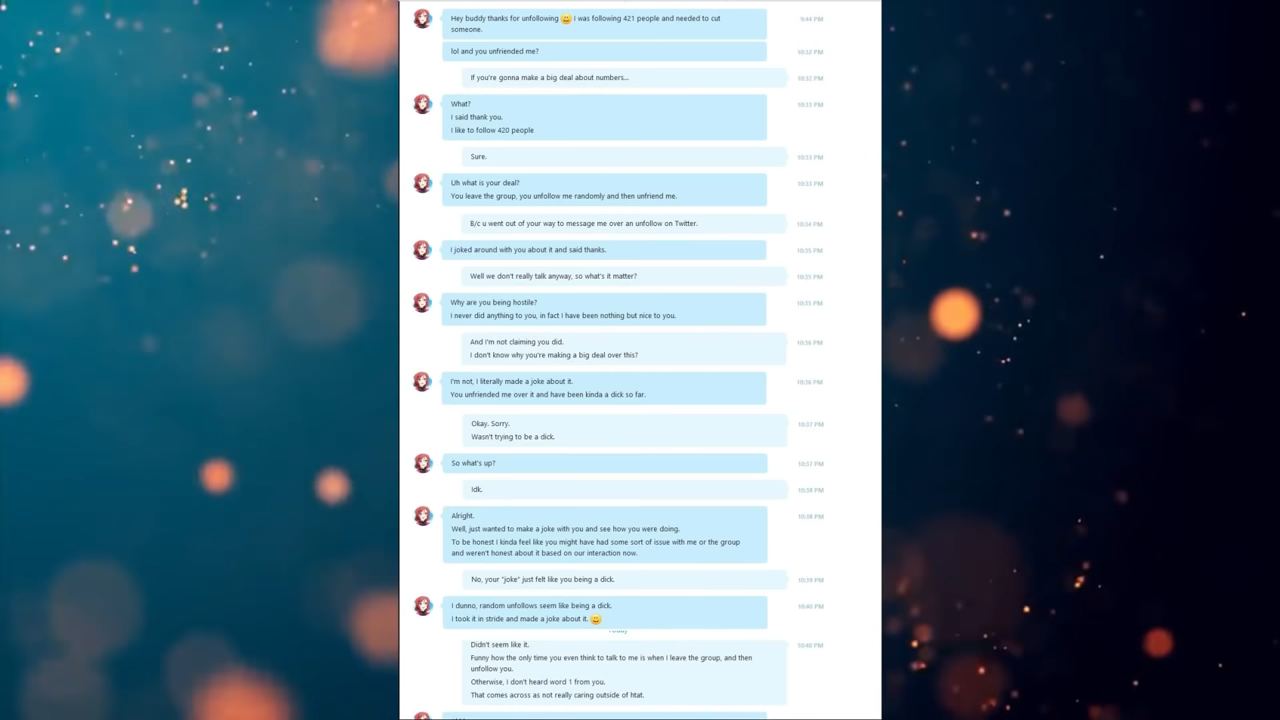 Hey buddy thanks for unfollowing 😀 I was following 421 people and needed to cut
someone.
9:44 PM
lol and you unfriended me?
10:32 PM
If you're gonna make a big deal about numbers...
10:32 PM
What?
10:33 PM
I said thank you.
I like to follow 420 people
Sure.
10:33 PM
Uh what is your deal?
10:33 PM
You leave the group, you unfollow me randomly and then unfriend me.
B/c u went out of your way to message me over an unfollow on Twitter.
10:34 PM
I joked around with you about it and said thanks.
10:35 PM
Well we don't really talk anyway, so what's it matter?
10:35 PM
Why are you being hostile?
10:35 PM
I never did anything to you, in fact I have been nothing but nice to you.
And I'm not claiming you did.
10:36 PM
I don't know why you're making a big deal over this?
I'm not, I literally made a joke about it.
10:36 PM
You unfriended me over it and have been kinda a dick so far.
Okay. Sorry.
10:37 PM
Wasn't trying to be a dick.
So what's up?
10:37 PM
Idk.
10:38 PM
Alright.
10:38 PM
Well, just wanted to make a joke with you and see how you were doing.
To be honest I kinda feel like you might have had some sort of issue with me or the group
and weren't honest about it based on our interaction now.
No, your "joke" just felt like you being a dick.
10:39 PM
I dunno, random unfollows seem like being a dick.
10:40 PM
I took it in stride and made a joke about it. 😀
Today
Didn't seem like it.
10:40 PM
Funny how the only time you even think to talk to me is when I leave the group, and then
unfollow you.
Otherwise, I don't heard word 1 from you.
That comes across as not really caring outside of htat.